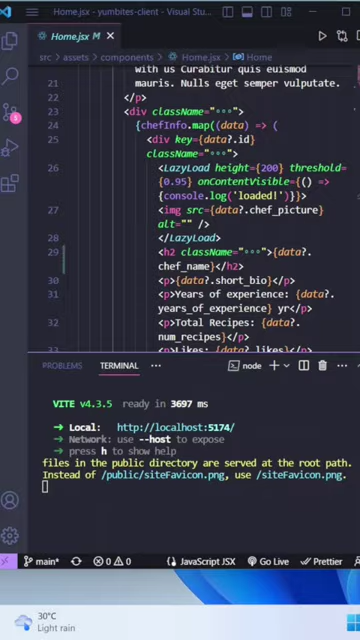 Home.jsx - yumbites-client - Visual Stu...
Home.jsx M
src > assets > components > Home.jsx > Home
with us Curabitur quis euismod
21 mauris. Nulls eget semper vulputate.
22 </p>
23 <div className="•••">
24 {chefInfo.map((data) => (
25 <div key={data?.id}
className="•••">
26 <LazyLoad height={200} threshold=
{0.95} onContentVisible={() =>
{console.log('loaded!')}}>
27 <img src={data?.chef_picture}
alt="" />
28 </LazyLoad>
29 <h2 className="•••">{data?.
chef_name}</h2>
30 <p>{data?.short_bio}</p>
31 <p>Years of experience: {data?.
years_of_experience} yr</p>
32 <p>Total Recipes: {data?.
num_recipes}</p>
<p>Likes: {data?.likes}</p>
PROBLEMS TERMINAL ••• node
VITE v4.3.5 ready in 3697 ms
➜ Local: http://localhost:5174/
➜ Network: use --host to expose
➜ press h to show help
files in the public directory are served at the root path.
Instead of /public/siteFavicon.png, use /siteFavicon.png.
main* 0 0 JavaScript JSX Go Live Prettier
30°C
Light rain